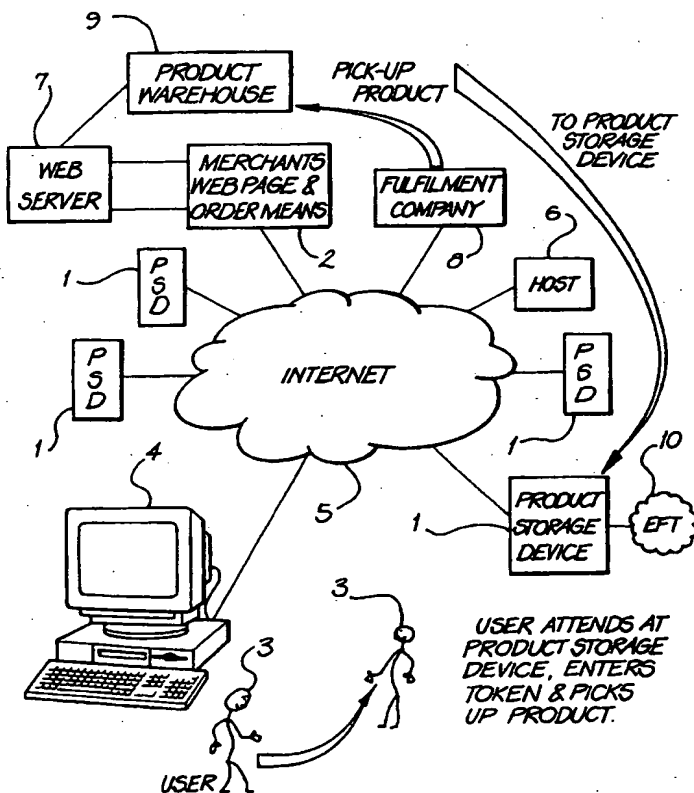 9
PRODUCT
WAREHOUSE
PICK-UP
PRODUCT
TO PRODUCT
STORAGE
DEVICE
7
WEB
SERVER
MERCHANTS
WEB PAGE &
ORDER MEANS
2
FULFILMENT
COMPANY
8
6
HOST
1
P
S
D
1
P
S
D
INTERNET
5
P
S
D
1
4
1
PRODUCT
STORAGE
DEVICE
10
EFT
3
3
USER
USER ATTENDS AT
PRODUCT STORAGE
DEVICE, ENTERS
TOKEN & PICKS
UP PRODUCT.